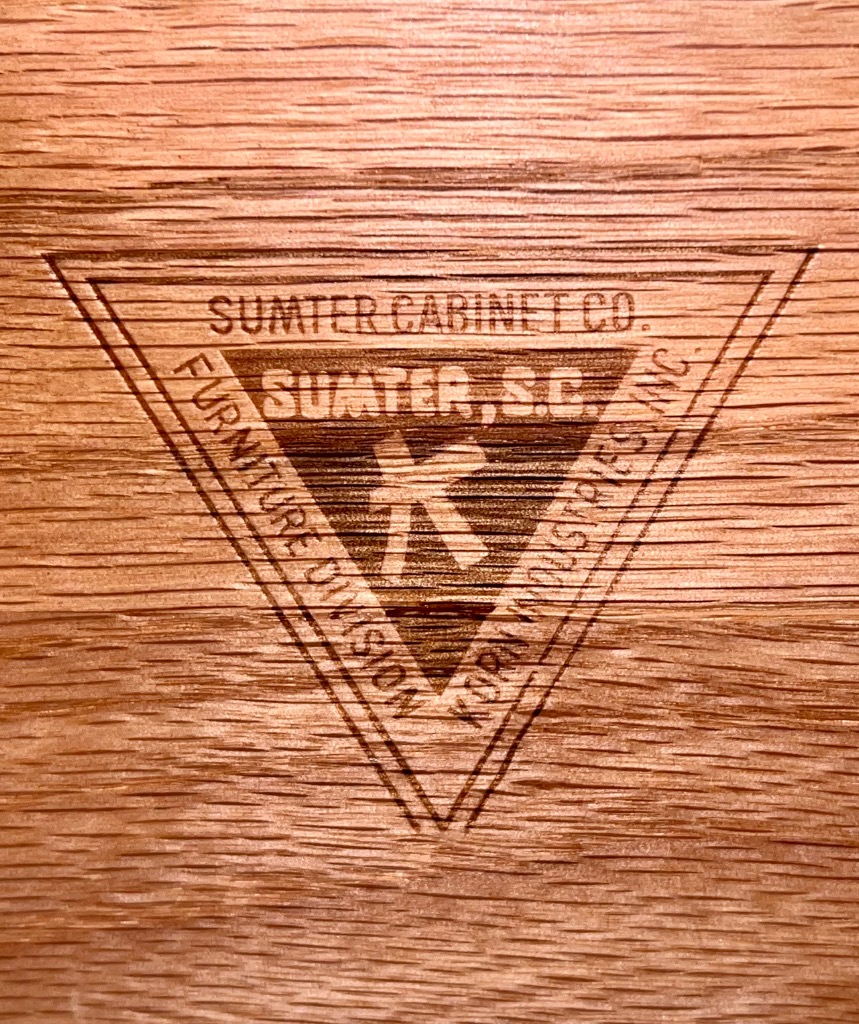 SUMTER CABINET CO.
SUMTER, S.C.
K
FURNITURE DIVISION
KORN INDUSTRIES, INC.